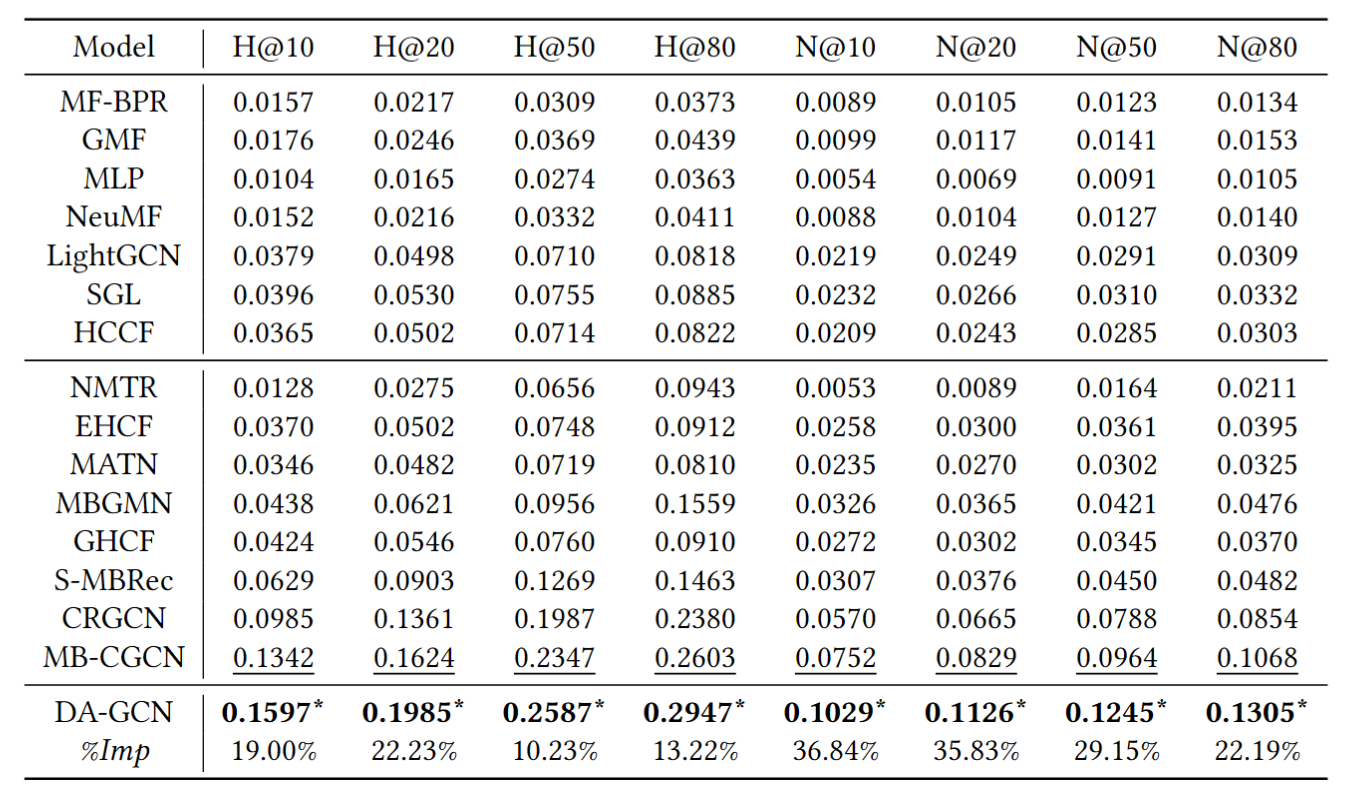 Model H@10 H@20 H@50 H@80 N@10 N@20 N@50 N@80
MF-BPR 0.0157 0.0217 0.0309 0.0373 0.0089 0.0105 0.0123 0.0134
GMF 0.0176 0.0246 0.0369 0.0439 0.0099 0.0117 0.0141 0.0153
MLP 0.0104 0.0165 0.0274 0.0363 0.0054 0.0069 0.0091 0.0105
NeuMF 0.0152 0.0216 0.0332 0.0411 0.0088 0.0104 0.0127 0.0140
LightGCN 0.0379 0.0498 0.0710 0.0818 0.0219 0.0249 0.0291 0.0309
SGL 0.0396 0.0530 0.0755 0.0885 0.0232 0.0266 0.0310 0.0332
HCCF 0.0365 0.0502 0.0714 0.0822 0.0209 0.0243 0.0285 0.0303
NMTR 0.0128 0.0275 0.0656 0.0943 0.0053 0.0089 0.0164 0.0211
EHCF 0.0370 0.0502 0.0748 0.0912 0.0258 0.0300 0.0361 0.0395
MATN 0.0346 0.0482 0.0719 0.0810 0.0235 0.0270 0.0302 0.0325
MBGMN 0.0438 0.0621 0.0956 0.1559 0.0326 0.0365 0.0421 0.0476
GHCF 0.0424 0.0546 0.0760 0.0910 0.0272 0.0302 0.0345 0.0370
S-MBRec 0.0629 0.0903 0.1269 0.1463 0.0307 0.0376 0.0450 0.0482
CRGCN 0.0985 0.1361 0.1987 0.2380 0.0570 0.0665 0.0788 0.0854
MB-CGCN 0.1342 0.1624 0.2347 0.2603 0.0752 0.0829 0.0964 0.1068
DA-GCN 0.1597* 0.1985* 0.2587* 0.2947* 0.1029* 0.1126* 0.1245* 0.1305*
%Imp 19.00% 22.23% 10.23% 13.22% 36.84% 35.83% 29.15% 22.19%